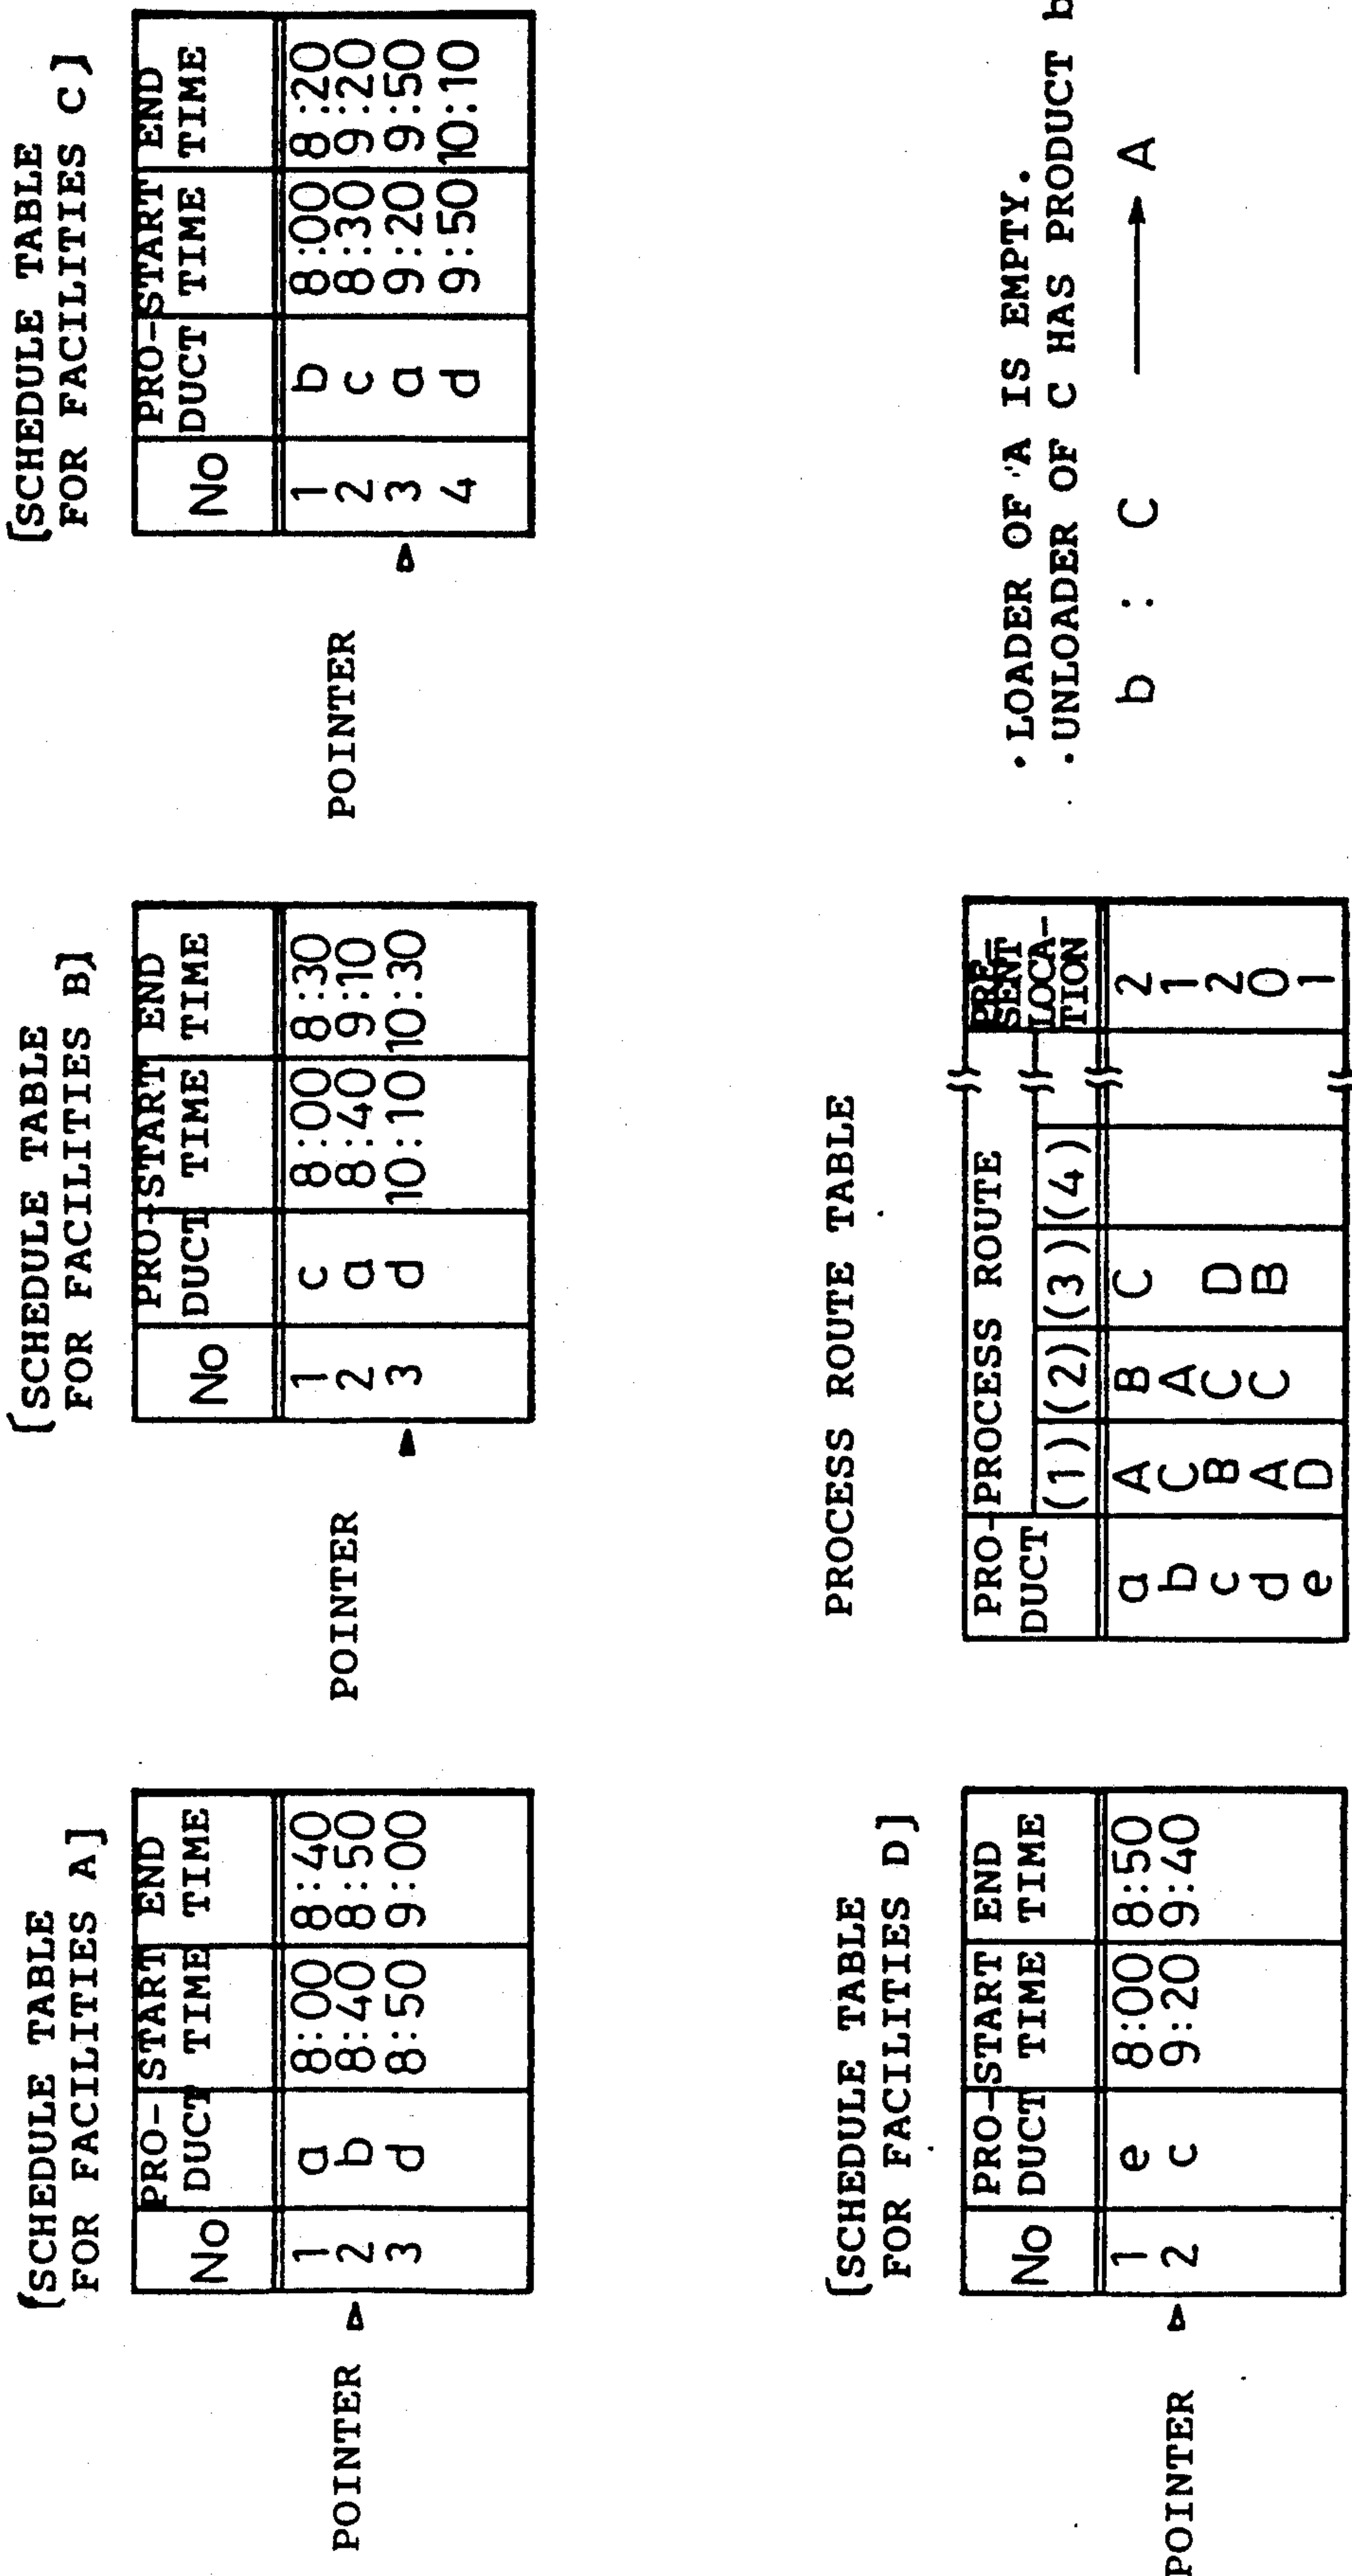 [SCHEDULE TABLE
FOR FACILITIES A]
No PRO-DUCT START TIME END TIME
1 a 8:00 8:40
2 b 8:40 8:50
3 d 8:50 9:00
POINTER
[SCHEDULE TABLE
FOR FACILITIES B]
No PRO-DUCT START TIME END TIME
1 c 8:00 8:30
2 a 8:40 9:10
3 d 10:10 10:30
POINTER
[SCHEDULE TABLE
FOR FACILITIES C]
No PRO-DUCT START TIME END TIME
1 b 8:00 8:20
2 c 8:30 9:20
3 a 9:20 9:50
4 d 9:50 10:10
POINTER
[SCHEDULE TABLE
FOR FACILITIES D]
No PRO-DUCT START TIME END TIME
1 e 8:00 8:50
2 c 9:20 9:40
POINTER
PROCESS ROUTE TABLE
PRO-DUCT PROCESS ROUTE PRE-SENT LOCA-TION
(1) (2) (3) (4)
a A B C 2
b C A 1
c B C D 2
d A C B 0
e D 1
·LOADER OF A IS EMPTY.
·UNLOADER OF C HAS PRODUCT b
b : C → A